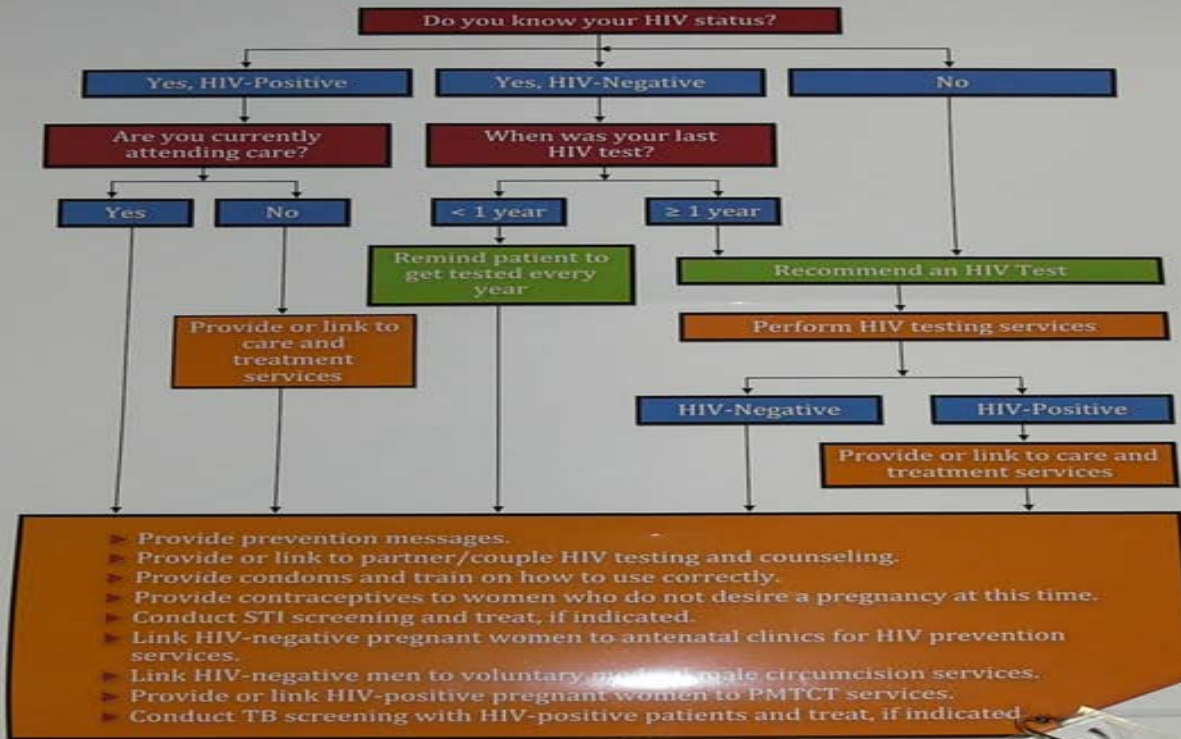 Do you know your HIV status?
Yes, HIV-Positive
Yes, HIV-Negative
No
Are you currently
attending care?
When was your last
HIV test?
Yes
No
< 1 year
≥ 1 year
Remind patient to
get tested every
year
Recommend an HIV Test
Provide or link to
care and
treatment
services
Perform HIV testing services
HIV-Negative
HIV-Positive
Provide or link to care and
treatment services
➤ Provide prevention messages.
➤ Provide or link to partner/couple HIV testing and counseling.
➤ Provide condoms and train on how to use correctly.
➤ Provide contraceptives to women who do not desire a pregnancy at this time.
➤ Conduct STI screening and treat, if indicated.
➤ Link HIV-negative pregnant women to antenatal clinics for HIV prevention
services.
➤ Link HIV-negative men to voluntary medical male circumcision services.
➤ Provide or link HIV-positive pregnant women to PMTCT services.
➤ Conduct TB screening with HIV-positive patients and treat, if indicated